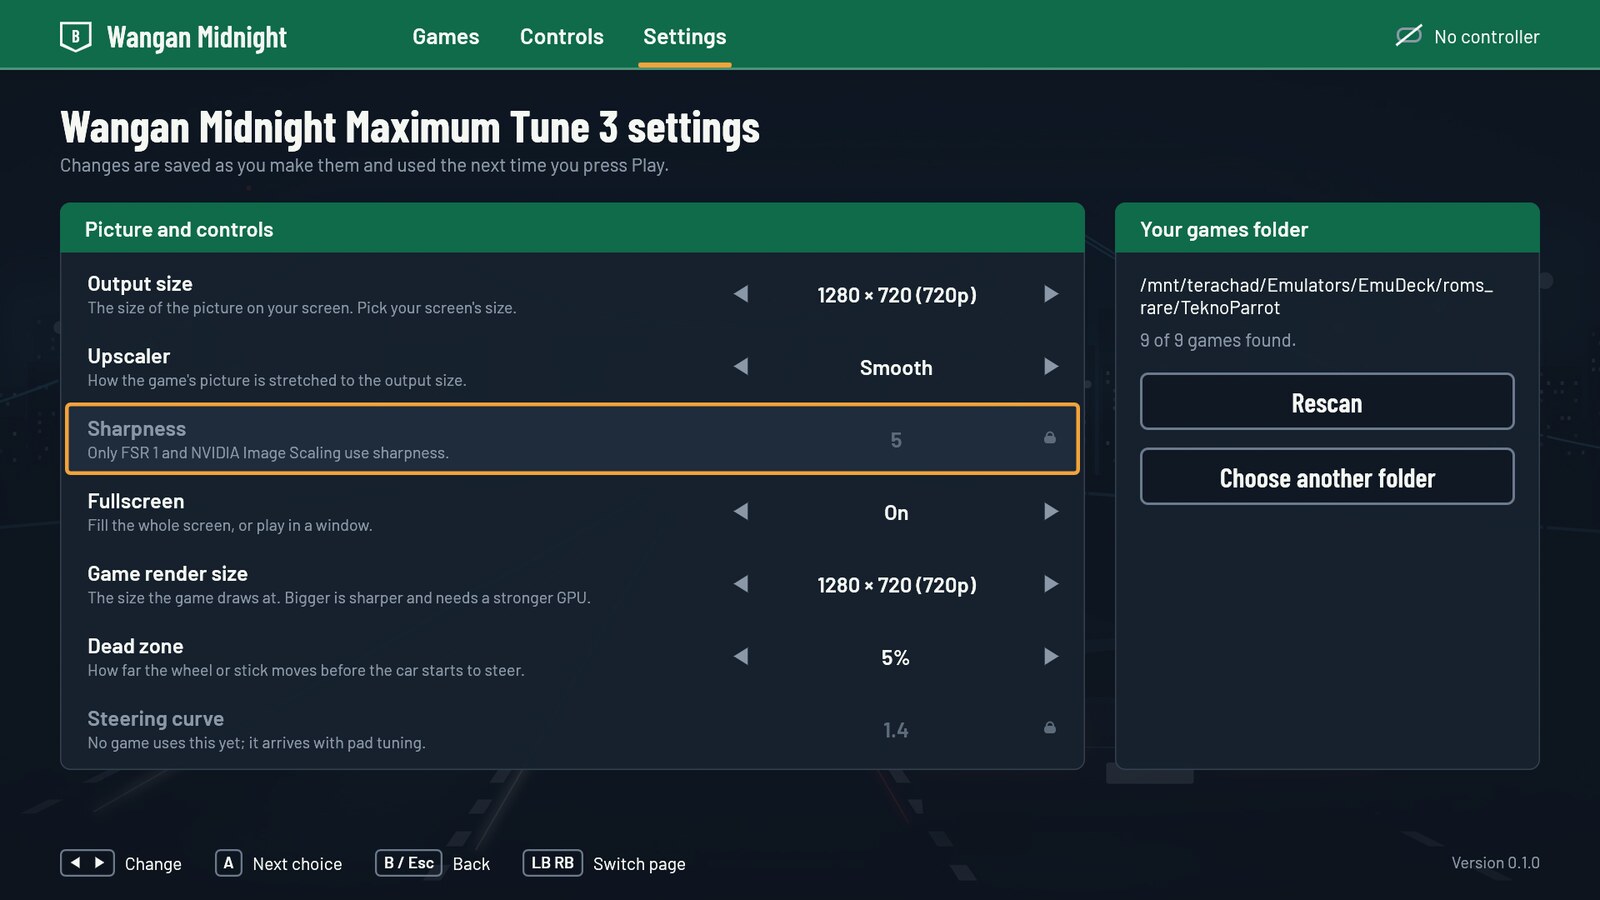 B Wangan Midnight
Games
Controls
Settings
No controller
Wangan Midnight Maximum Tune 3 settings
Changes are saved as you make them and used the next time you press Play.
Picture and controls
Output size
The size of the picture on your screen. Pick your screen's size.
1280 × 720 (720p)
Upscaler
How the game's picture is stretched to the output size.
Smooth
Sharpness
Only FSR 1 and NVIDIA Image Scaling use sharpness.
5
Fullscreen
Fill the whole screen, or play in a window.
On
Game render size
The size the game draws at. Bigger is sharper and needs a stronger GPU.
1280 × 720 (720p)
Dead zone
How far the wheel or stick moves before the car starts to steer.
5%
Steering curve
No game uses this yet; it arrives with pad tuning.
1.4
Your games folder
/mnt/terachad/Emulators/EmuDeck/roms_
rare/TeknoParrot
9 of 9 games found.
Rescan
Choose another folder
◀ ▶ Change
A Next choice
B / Esc Back
LB RB Switch page
Version 0.1.0